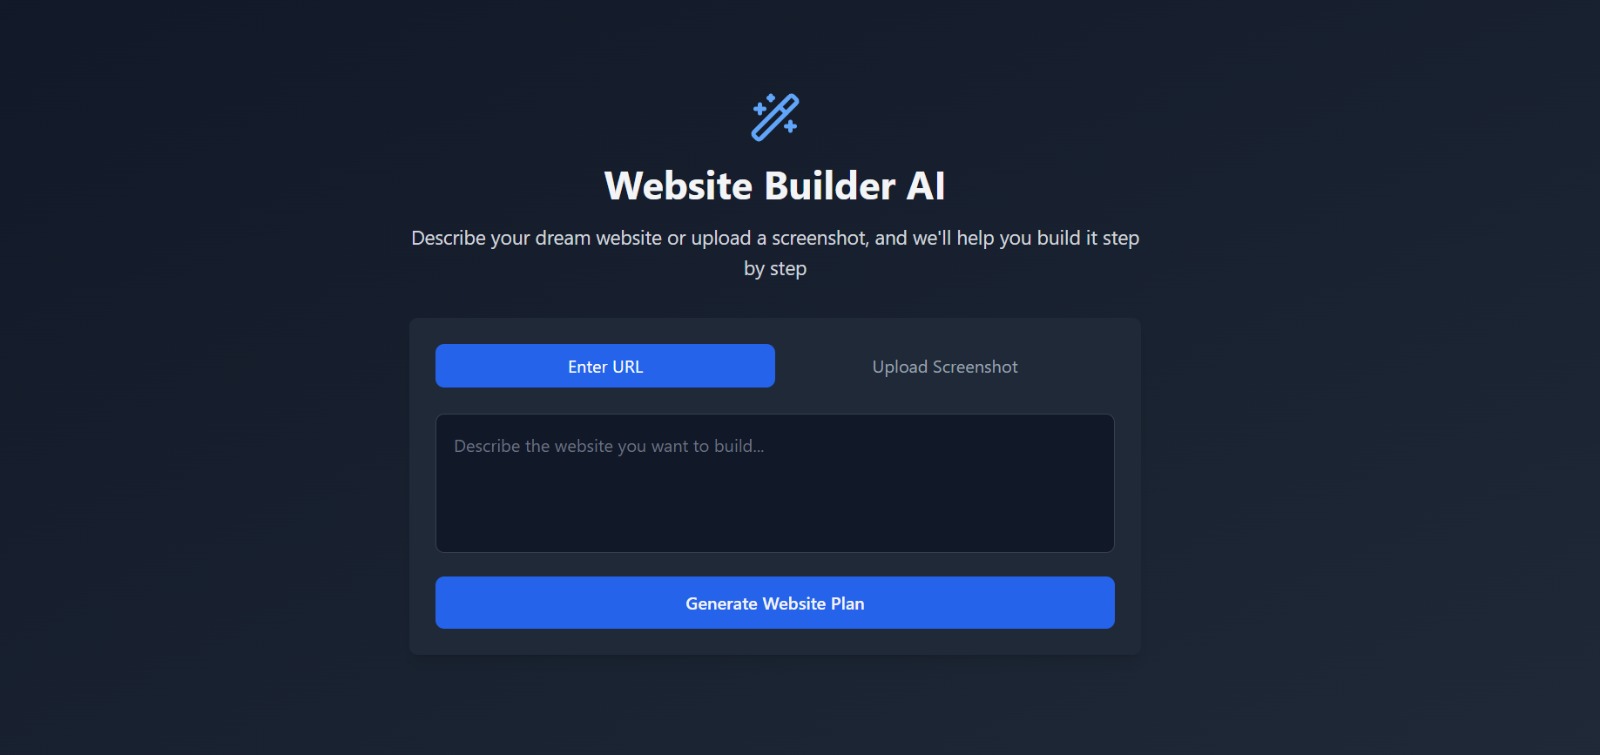 Website Builder AI
Describe your dream website or upload a screenshot, and we'll help you build it step
by step
Enter URL
Upload Screenshot
Describe the website you want to build...
Generate Website Plan